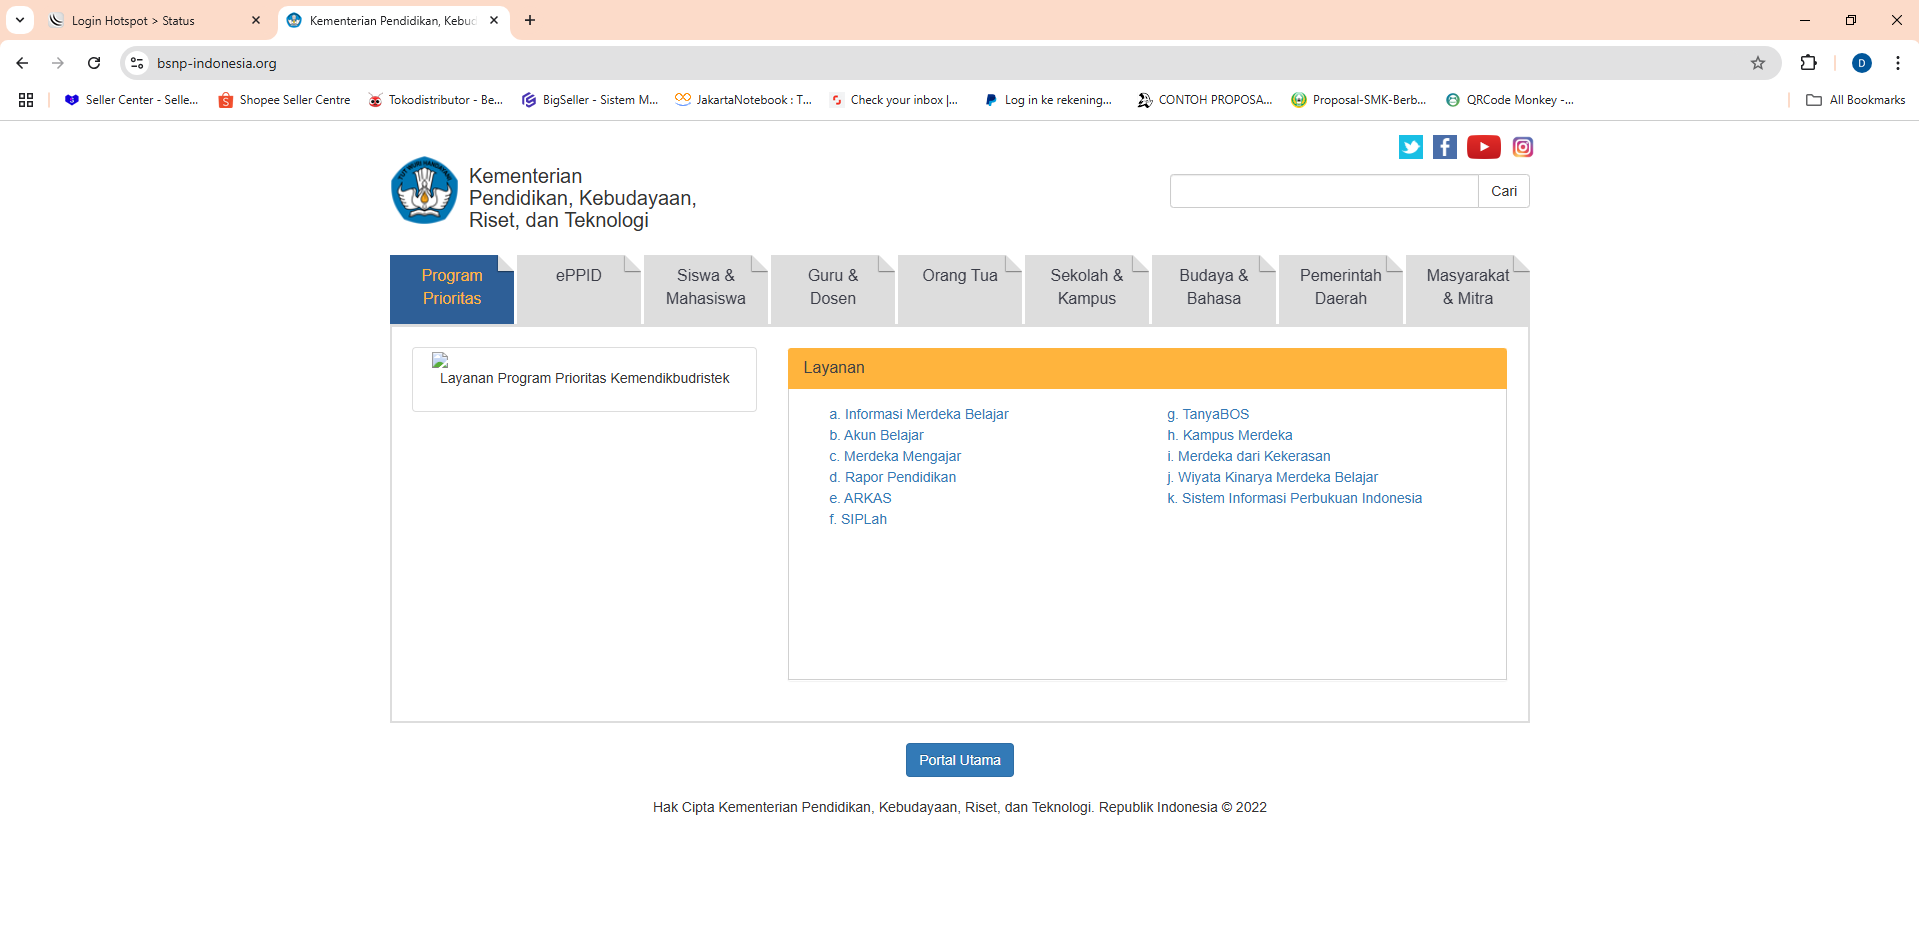 Login Hotspot > Status
Kementerian Pendidikan, Kebud
bsnp-indonesia.org
D
Seller Center - Selle...
Shopee Seller Centre
Tokodistributor - Be...
BigSeller - Sistem M...
JakartaNotebook : T...
Check your inbox |...
Log in ke rekening...
CONTOH PROPOSA...
Proposal-SMK-Berb...
QRCode Monkey -...
All Bookmarks
Kementerian
Pendidikan, Kebudayaan,
Riset, dan Teknologi
Cari
Program
Prioritas
ePPID
Siswa &
Mahasiswa
Guru &
Dosen
Orang Tua
Sekolah &
Kampus
Budaya &
Bahasa
Pemerintah
Daerah
Masyarakat
& Mitra
Layanan Program Prioritas Kemendikbudristek
Layanan
a. Informasi Merdeka Belajar
b. Akun Belajar
c. Merdeka Mengajar
d. Rapor Pendidikan
e. ARKAS
f. SIPLah
g. TanyaBOS
h. Kampus Merdeka
i. Merdeka dari Kekerasan
j. Wiyata Kinarya Merdeka Belajar
k. Sistem Informasi Perbukuan Indonesia
Portal Utama
Hak Cipta Kementerian Pendidikan, Kebudayaan, Riset, dan Teknologi. Republik Indonesia © 2022